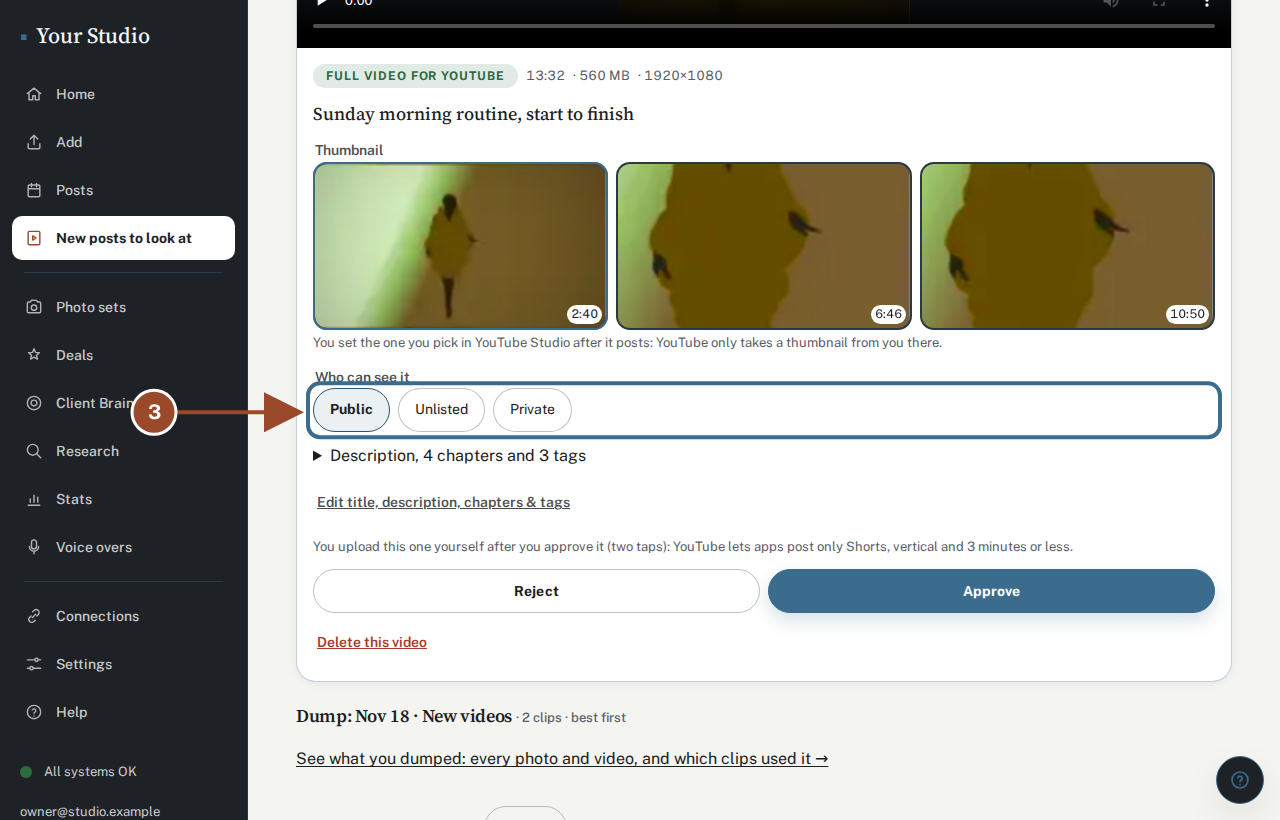 Your Studio
Home
Add
Posts
New posts to look at
Photo sets
Deals
Client Brain
Research
Stats
Voice overs
Connections
Settings
Help
All systems OK
owner@studio.example
0:00
FULL VIDEO FOR YOUTUBE 13:32 · 560 MB · 1920×1080
Sunday morning routine, start to finish
Thumbnail
2:40
6:46
10:50
You set the one you pick in YouTube Studio after it posts: YouTube only takes a thumbnail from you there.
Who can see it
3
Public
Unlisted
Private
Description, 4 chapters and 3 tags
Edit title, description, chapters & tags
You upload this one yourself after you approve it (two taps): YouTube lets apps post only Shorts, vertical and 3 minutes or less.
Reject
Approve
Delete this video
Dump: Nov 18 · New videos · 2 clips · best first
See what you dumped: every photo and video, and which clips used it →